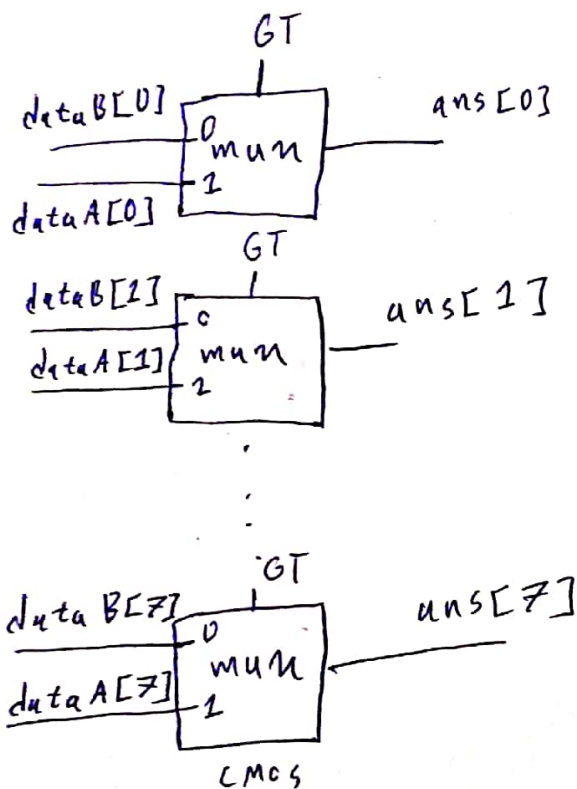 GT
dataB[0]
0
mux
ans[0]
1
dataA[0]
GT
dataB[1]
0
mux
ans[1]
dataA[1]
1
GT
dataB[7]
0
mux
ans[7]
dataA[7]
1
CMOS